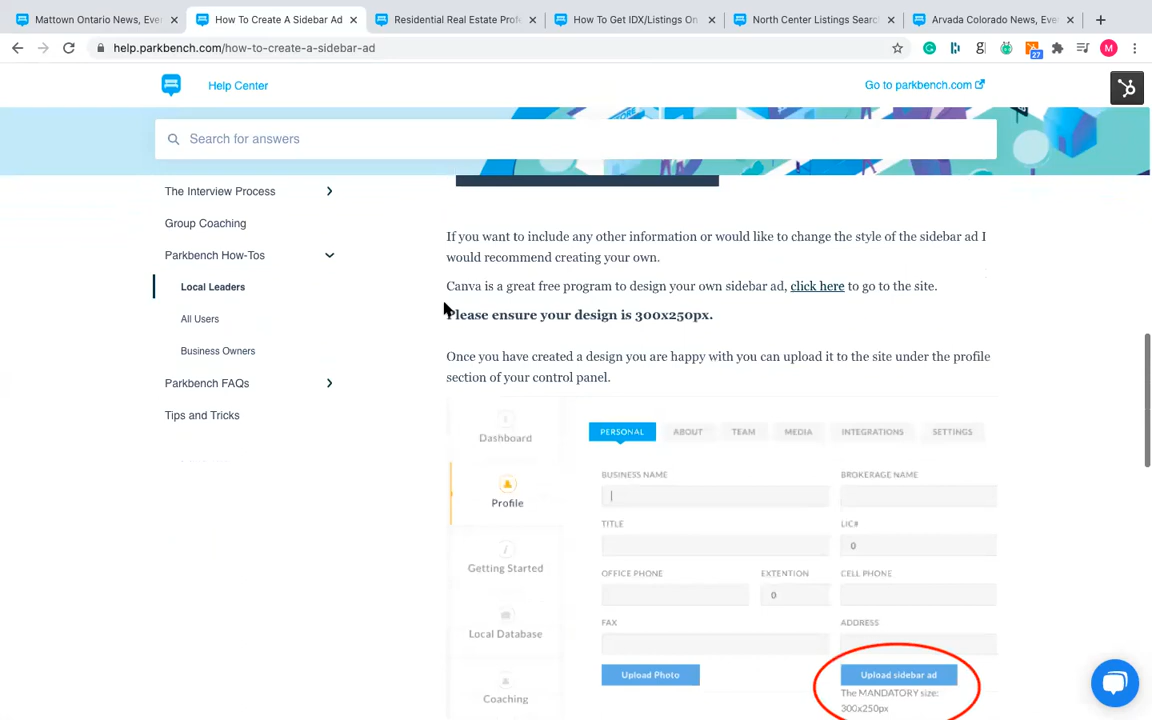 Mattown Ontario News, Eve
How To Create A Sidebar Ad
Residential Real Estate Prof
How To Get IDX/Listings On
North Center Listings Search
Arvada Colorado News, Eve
help.parkbench.com/how-to-create-a-sidebar-ad
27
M
Help Center
Go to parkbench.com
Search for answers
The Interview Process
Group Coaching
Parkbench How-Tos
Local Leaders
All Users
Business Owners
Parkbench FAQs
Tips and Tricks
If you want to include any other information or would like to change the style of the sidebar ad I
would recommend creating your own.
Canva is a great free program to design your own sidebar ad, click here to go to the site.
Please ensure your design is 300x250px.
Once you have created a design you are happy with you can upload it to the site under the profile
section of your control panel.
Dashboard
Profile
Getting Started
Local Database
Coaching
PERSONAL ABOUT TEAM MEDIA INTEGRATIONS SETTINGS
BUSINESS NAME BROKERAGE NAME
TITLE LIC#
0
OFFICE PHONE EXTENTION CELL PHONE
0
FAX ADDRESS
Upload Photo Upload sidebar ad
The MANDATORY size:
300x250px